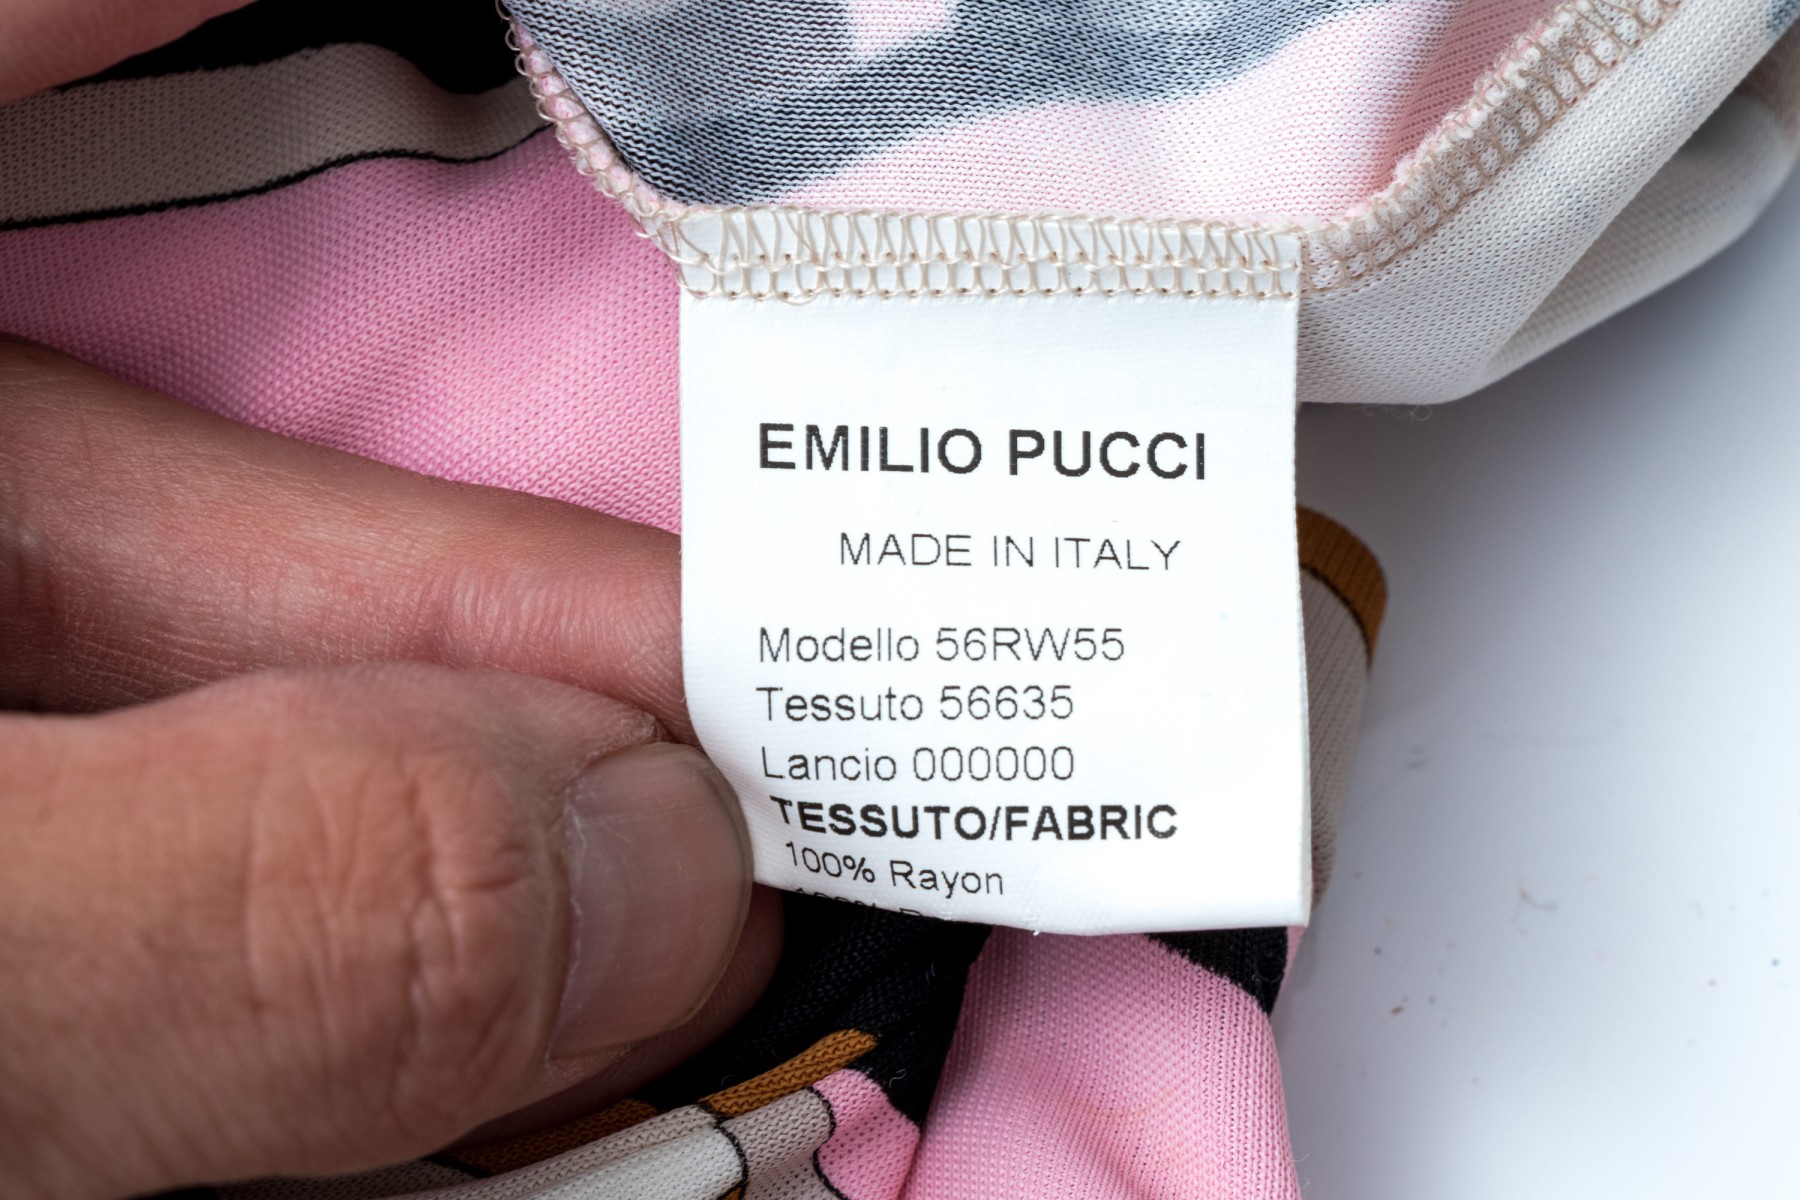 EMILIO PUCCI
MADE IN ITALY
Modello 56RW55
Tessuto 56635
Lancio 000000
TESSUTO/FABRIC
100% Rayon